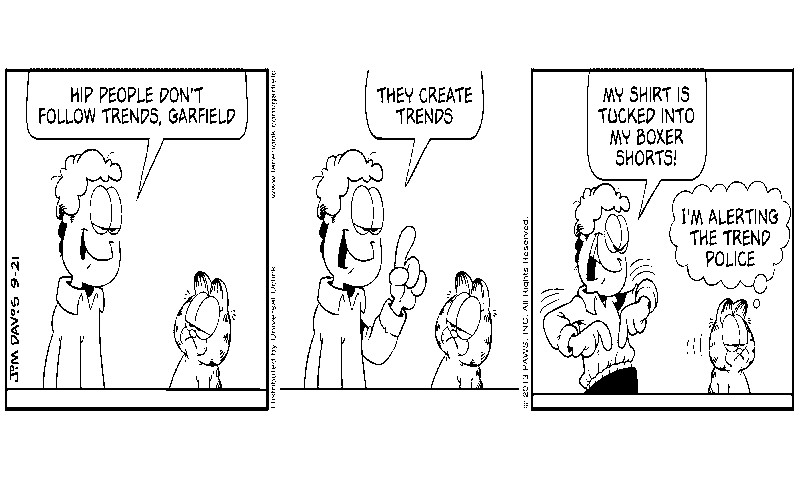 HIP PEOPLE DON'T
FOLLOW TRENDS, GARFIELD
JIM DAVIS 9-21
THEY CREATE
TRENDS
Distributed by Universal Uclick
MY SHIRT IS
TUCKED INTO
MY BOXER
SHORTS!
I'M ALERTING
THE TREND
POLICE
© 2013 PAWS, INC. All Rights Reserved.